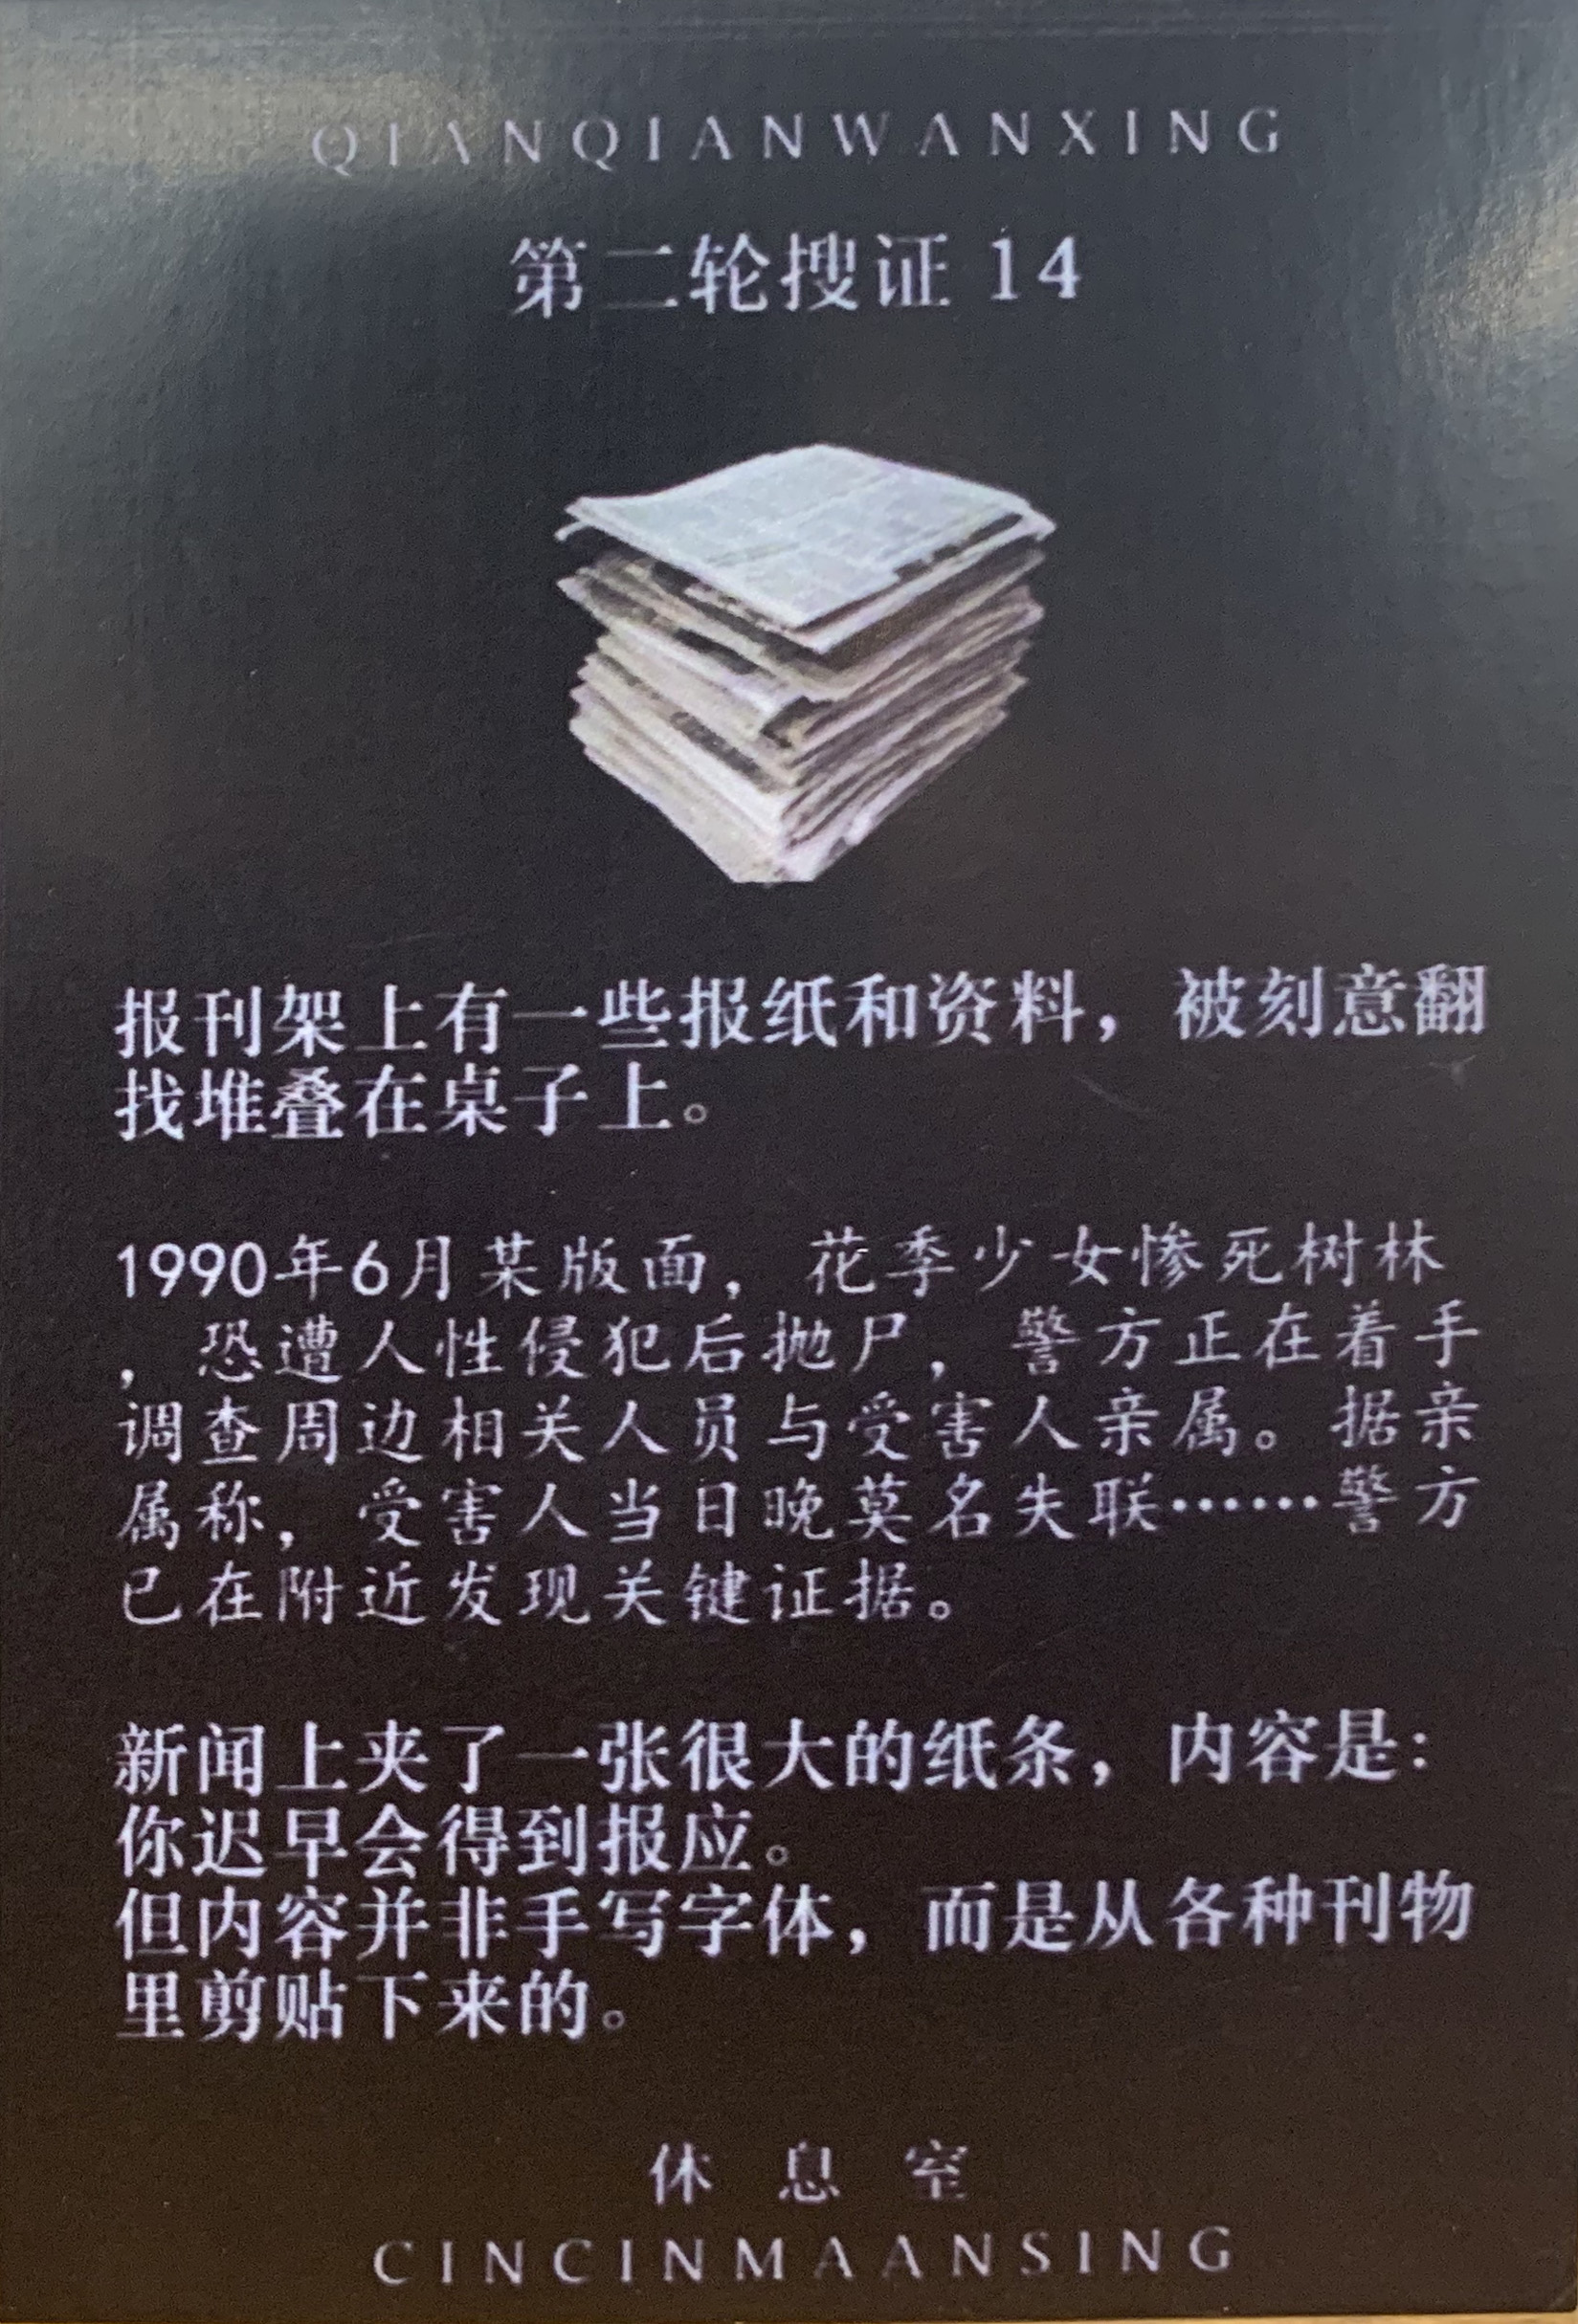 QIANQIANWANXING
第二轮搜证 14
报刊架上有一些报纸和资料，被刻意翻
找堆叠在桌子上。
1990年6月某版面，花季少女惨死树林
，恐遭人性侵犯后抛尸，警方正在着手
调查周边相关人员与受害人亲属。据亲
属称，受害人当日晚莫名失联……警方
已在附近发现关键证据。
新闻上夹了一张很大的纸条，内容是：
你迟早会得到报应。
但内容并非手写字体，而是从各种刊物
里剪贴下来的。
休息室
CINCINMAANSING